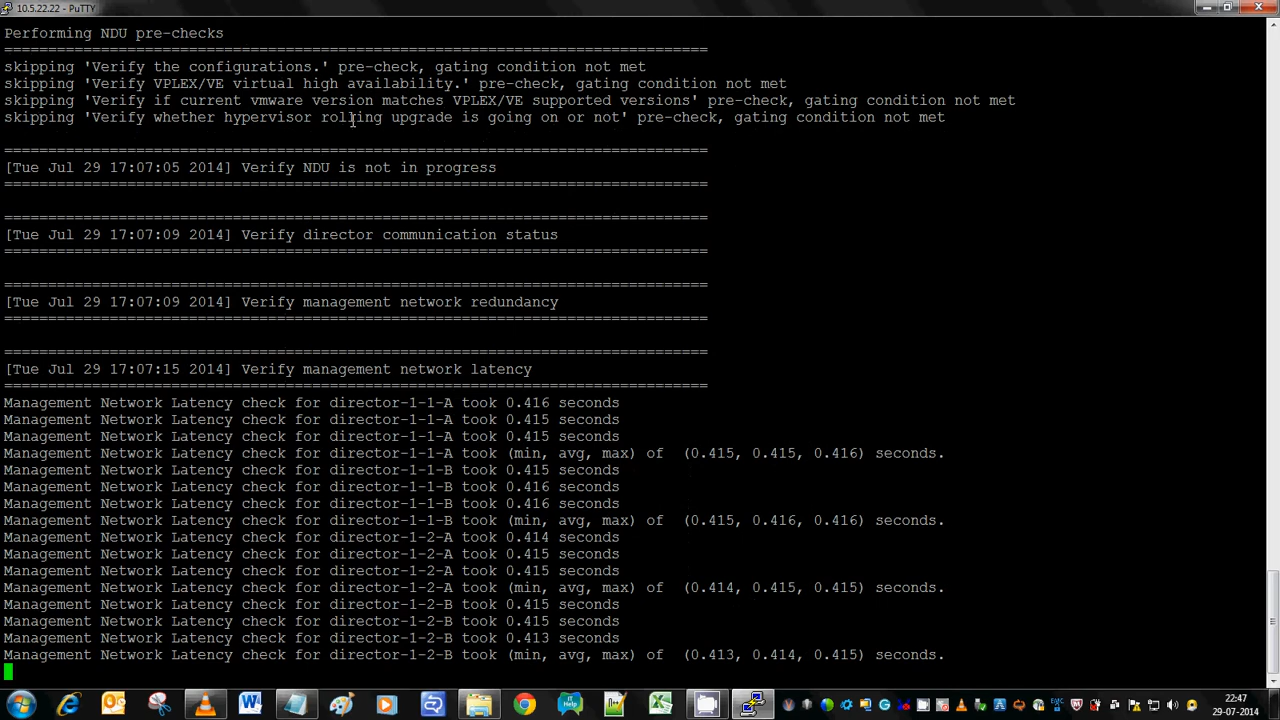 10.5.22.22 - PuTTY
Performing NDU pre-checks
================================================================================
skipping 'Verify the configurations.' pre-check, gating condition not met
skipping 'Verify VPLEX/VE virtual high availability.' pre-check, gating condition not met
skipping 'Verify if current vmware version matches VPLEX/VE supported versions' pre-check, gating condition not met
skipping 'Verify whether hypervisor rolling upgrade is going on or not' pre-check, gating condition not met
================================================================================
[Tue Jul 29 17:07:05 2014] Verify NDU is not in progress
================================================================================
================================================================================
[Tue Jul 29 17:07:09 2014] Verify director communication status
================================================================================
================================================================================
[Tue Jul 29 17:07:09 2014] Verify management network redundancy
================================================================================
================================================================================
[Tue Jul 29 17:07:15 2014] Verify management network latency
================================================================================
Management Network Latency check for director-1-1-A took 0.416 seconds
Management Network Latency check for director-1-1-A took 0.415 seconds
Management Network Latency check for director-1-1-A took 0.415 seconds
Management Network Latency check for director-1-1-A took (min, avg, max) of  (0.415, 0.415, 0.416) seconds.
Management Network Latency check for director-1-1-B took 0.415 seconds
Management Network Latency check for director-1-1-B took 0.416 seconds
Management Network Latency check for director-1-1-B took 0.416 seconds
Management Network Latency check for director-1-1-B took (min, avg, max) of  (0.415, 0.416, 0.416) seconds.
Management Network Latency check for director-1-2-A took 0.414 seconds
Management Network Latency check for director-1-2-A took 0.415 seconds
Management Network Latency check for director-1-2-A took 0.415 seconds
Management Network Latency check for director-1-2-A took (min, avg, max) of  (0.414, 0.415, 0.415) seconds.
Management Network Latency check for director-1-2-B took 0.415 seconds
Management Network Latency check for director-1-2-B took 0.415 seconds
Management Network Latency check for director-1-2-B took 0.413 seconds
Management Network Latency check for director-1-2-B took (min, avg, max) of  (0.413, 0.414, 0.415) seconds.
Help
22:47
29-07-2014